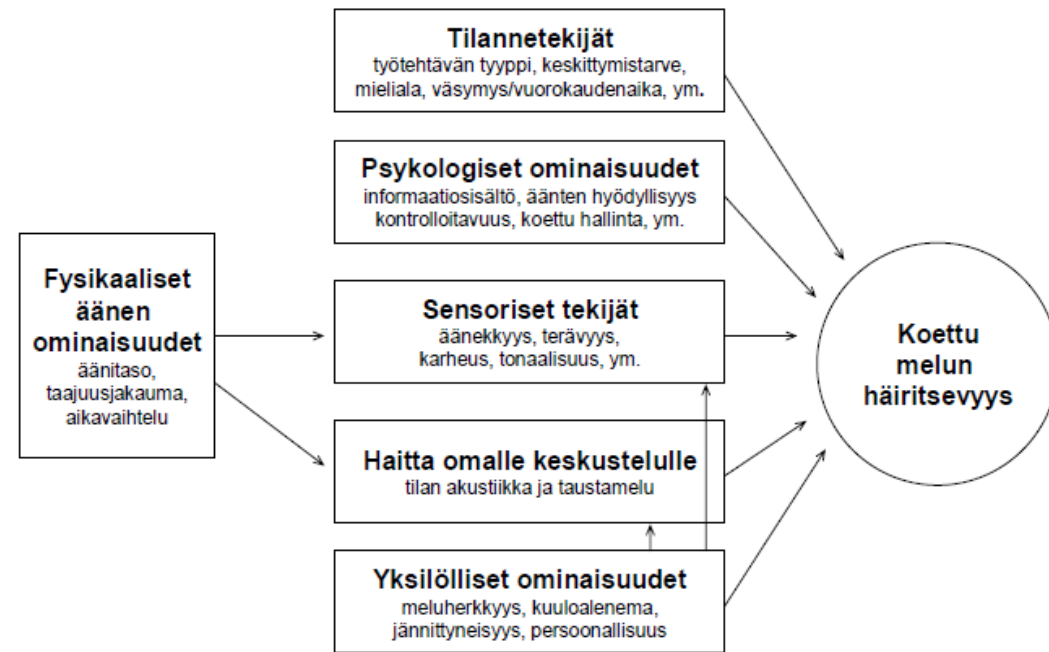 Tilannetekijät
työtehtävän tyyppi, keskittymistarve,
mieliala, väsymys/vuorokaudenaika, ym.
Psykologiset ominaisuudet
informaatiosisältö, äänten hyödyllisyys
kontrolloitavuus, koettu hallinta, ym.
Fysikaaliset
äänen
ominaisuudet
äänitaso,
taajuusjakauma,
aikavaihtelu
Sensoriset tekijät
äänekkyys, terävyys,
karheus, tonaalisuus, ym.
Haitta omalle keskustelulle
tilan akustiikka ja taustamelu
Yksilölliset ominaisuudet
meluherkkyys, kuuloalenema,
jännittyneisyys, persoonallisuus
Koettu
melun
häiritsevyys